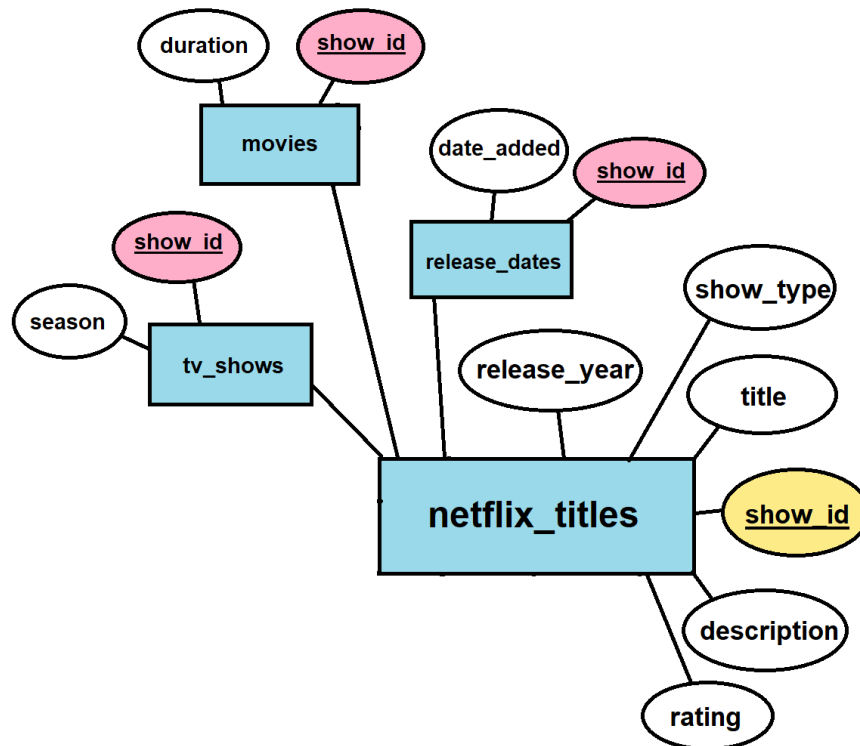 duration
show_id
movies
date_added
show_id
release_dates
show_id
season
tv_shows
show_type
release_year
title
netflix_titles
show_id
description
rating